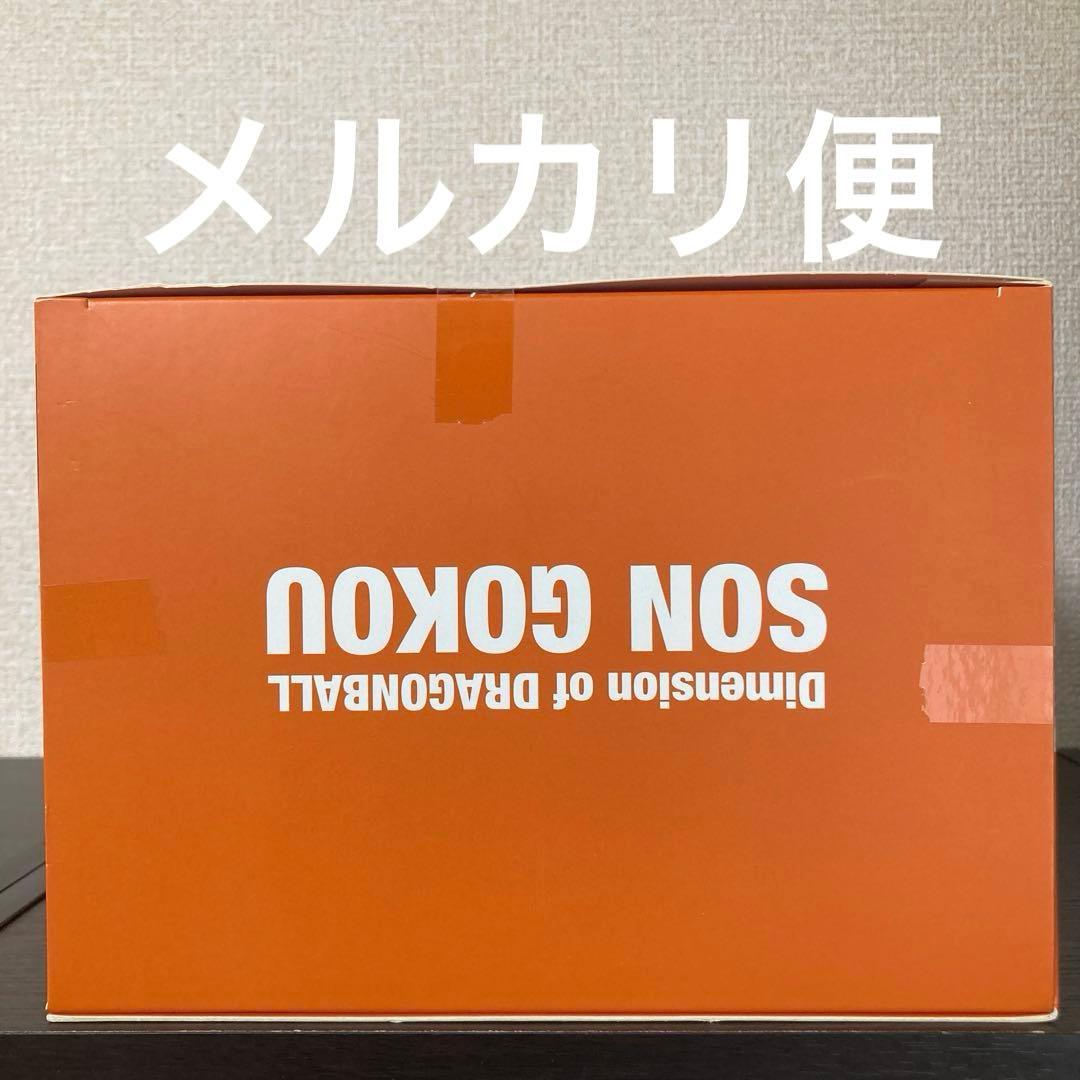 メルカリ便
Dimension of DRAGONBALL
SON GOKOU